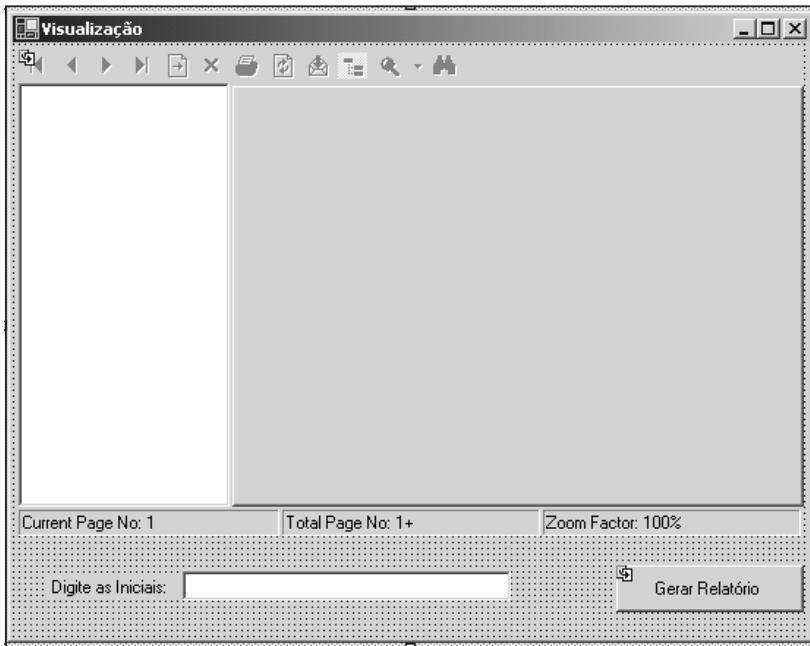 Visualização
Current Page No: 1 Total Page No: 1+ Zoom Factor: 100%
Digite as Iniciais: Gerar Relatório